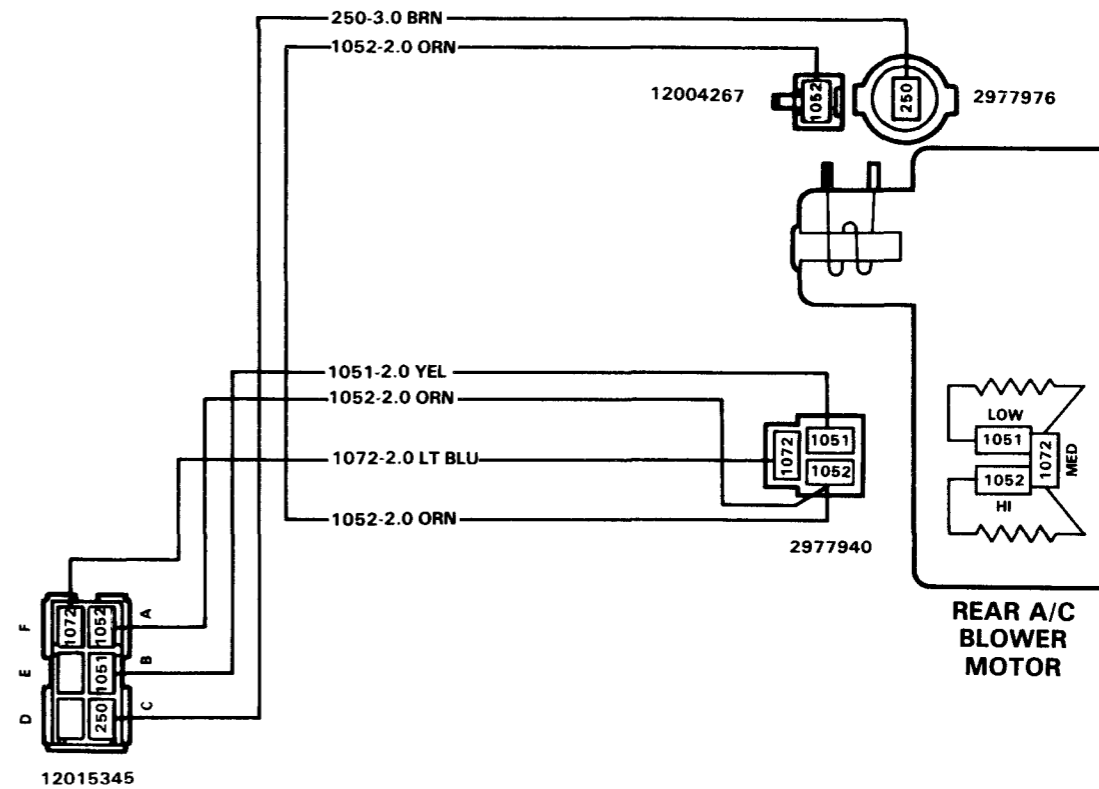 250-3.0 BRN
1052-2.0 ORN
12004267
1052
250
2977976
1051-2.0 YEL
1052-2.0 ORN
1072-2.0 LT BLU
1052-2.0 ORN
1072
1051
1052
2977940
LOW
1051
1072
MED
1052
HI
REAR A/C
BLOWER
MOTOR
F
1072
1052
A
E
1051
B
D
250
C
12015345